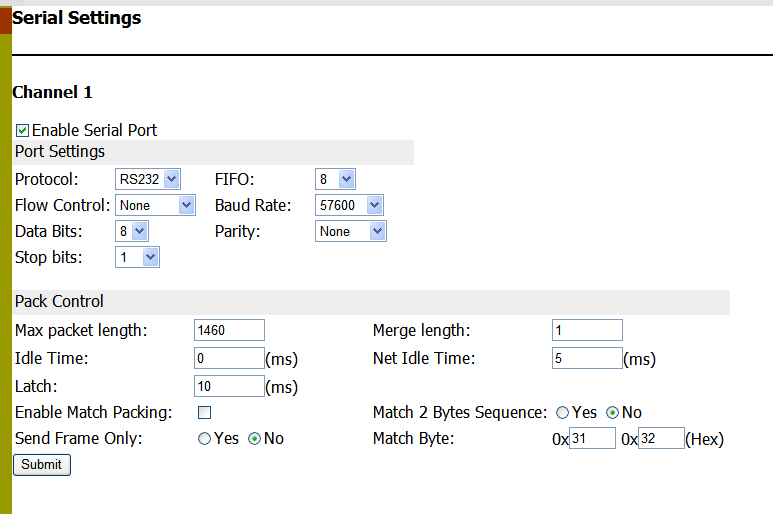 Serial Settings
Channel 1
Enable Serial Port
Port Settings
Protocol: RS232 FIFO: 8
Flow Control: None Baud Rate: 57600
Data Bits: 8 Parity: None
Stop bits: 1
Pack Control
Max packet length: 1460 Merge length: 1
Idle Time: 0 (ms) Net Idle Time: 5 (ms)
Latch: 10 (ms)
Enable Match Packing: Match 2 Bytes Sequence: Yes No
Send Frame Only: Yes No Match Byte: 0x 31 0x 32 (Hex)
Submit